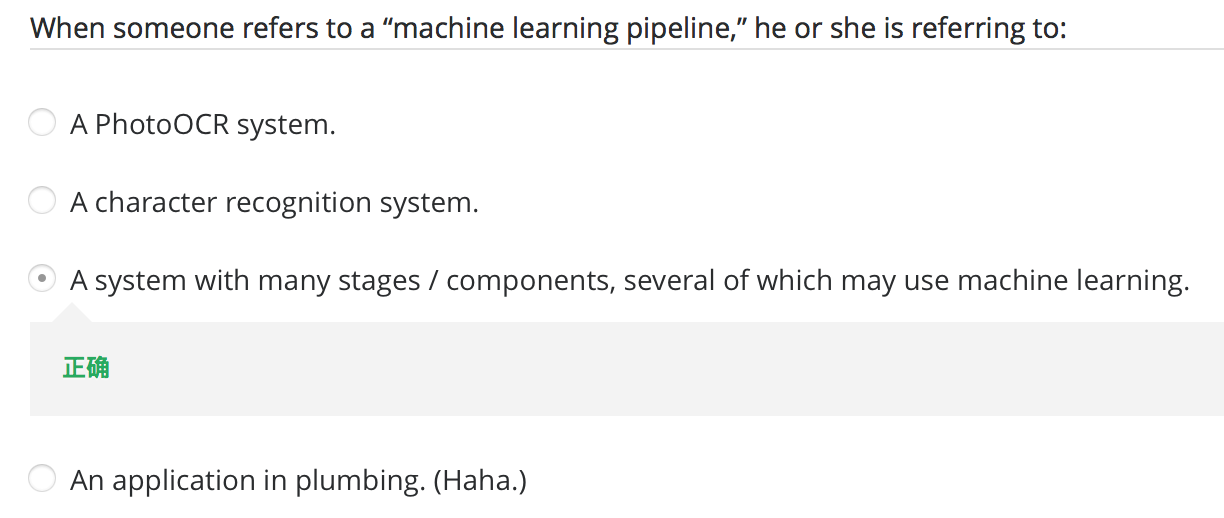 When someone refers to a “machine learning pipeline,” he or she is referring to:
A PhotoOCR system.
A character recognition system.
A system with many stages / components, several of which may use machine learning.
正确
An application in plumbing. (Haha.)